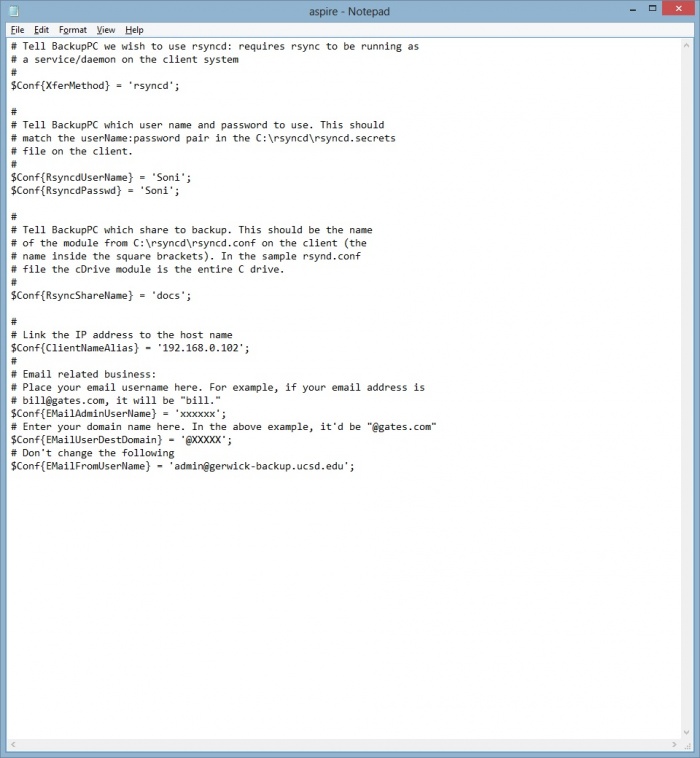 aspire - Notepad
File Edit Format View Help
# Tell BackupPC we wish to use rsyncd: requires rsync to be running as
# a service/daemon on the client system
#
$Conf{XferMethod} = 'rsyncd';
#
# Tell BackupPC which user name and password to use. This should
# match the userName:password pair in the C:\rsyncd\rsyncd.secrets
# file on the client.
#
$Conf{RsyncdUserName} = 'Soni';
$Conf{RsyncdPasswd} = 'Soni';
#
# Tell BackupPC which share to backup. This should be the name
# of the module from C:\rsyncd\rsyncd.conf on the client (the
# name inside the square brackets). In the sample rsynd.conf
# file the cDrive module is the entire C drive.
#
$Conf{RsyncShareName} = 'docs';
#
# Link the IP address to the host name
$Conf{ClientNameAlias} = '192.168.0.102';
#
# Email related business:
# Place your email username here. For example, if your email address is
# bill@gates.com, it will be "bill."
$Conf{EMailAdminUserName} = 'xxxxxx';
# Enter your domain name here. In the above example, it'd be "@gates.com"
$Conf{EMailUserDestDomain} = '@XXXXX';
# Don't change the following
$Conf{EMailFromUserName} = 'admin@gerwick-backup.ucsd.edu';